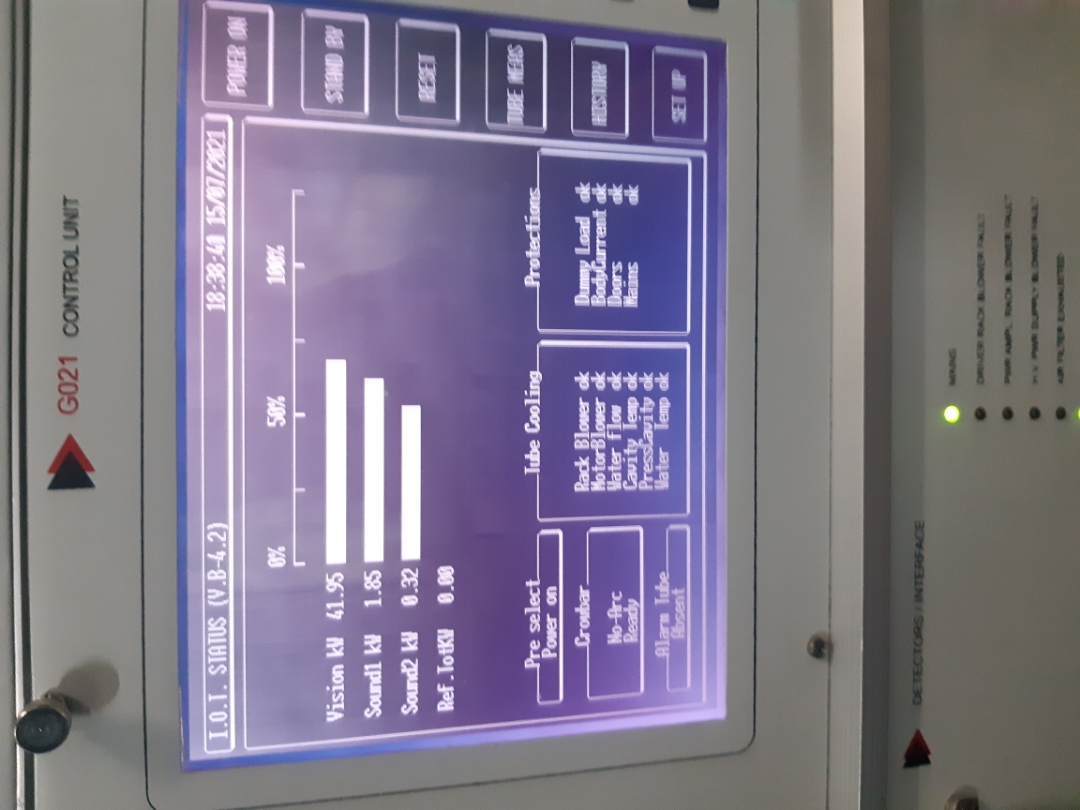 G021 CONTROL UNIT
I.O.T. STATUS (V.B-4.2) 18:38:40 15/07/2021
POWER ON
0% 50% 100%
Vision kW 41.95
STAND BY
Sound1 kW 1.85
Sound2 kW 0.32
RESET
Ref.TotKW 0.00
TUBE MEAS
Pre select
Power on
Crowbar
No-Arc
Ready
Alarm Tube
Absent
Tube Cooling
Rack Blower ok
MotorBlower ok
Water flow ok
Cavity Temp ok
PressCavity ok
Water Temp ok
Protections
Dummy Load ok
BodyCurrent ok
Doors ok
Mains ok
HISTORY
SET UP
DETECTORS / INTERFACE
MAINS
DRIVER RACK BLOWER FAULT
PWR AMPL. RACK BLOWER FAULT
H.V. PWR SUPPLY BLOWER FAULT
AIR FILTER EXHAUSTED